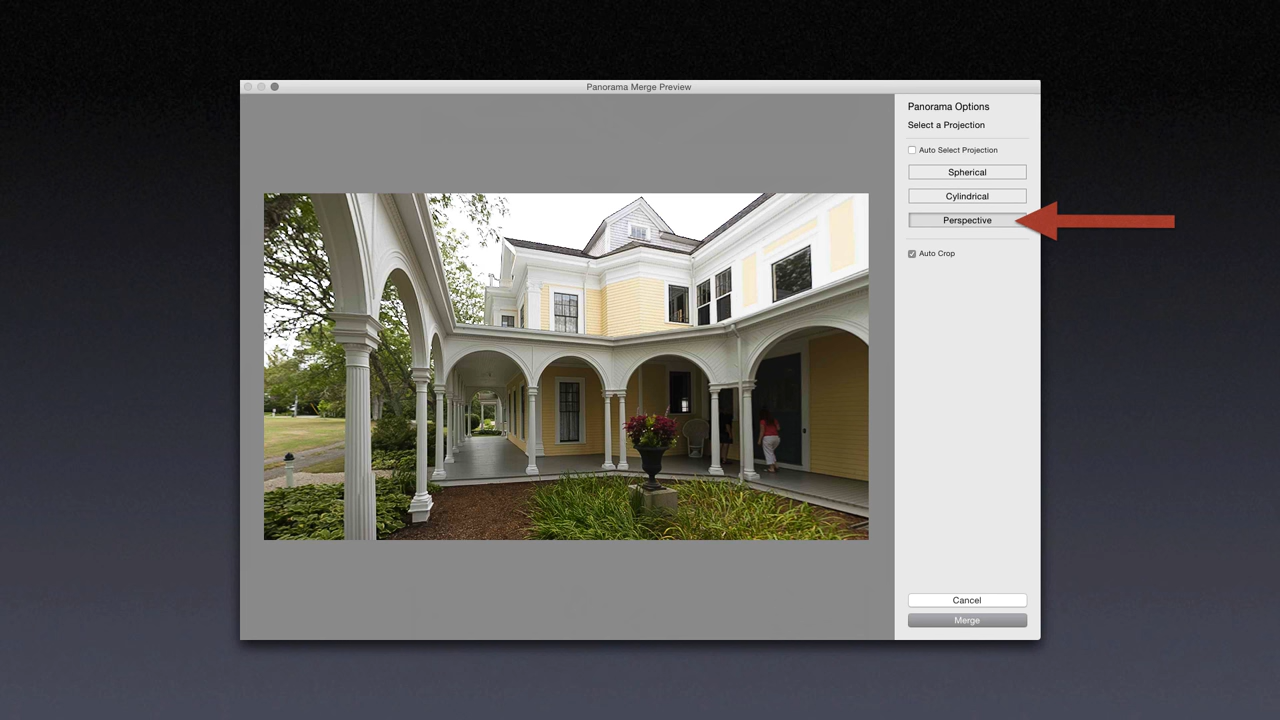 Panorama Merge Preview
Panorama Options
Select a Projection
Auto Select Projection
Spherical
Cylindrical
Perspective
Auto Crop
Cancel
Merge